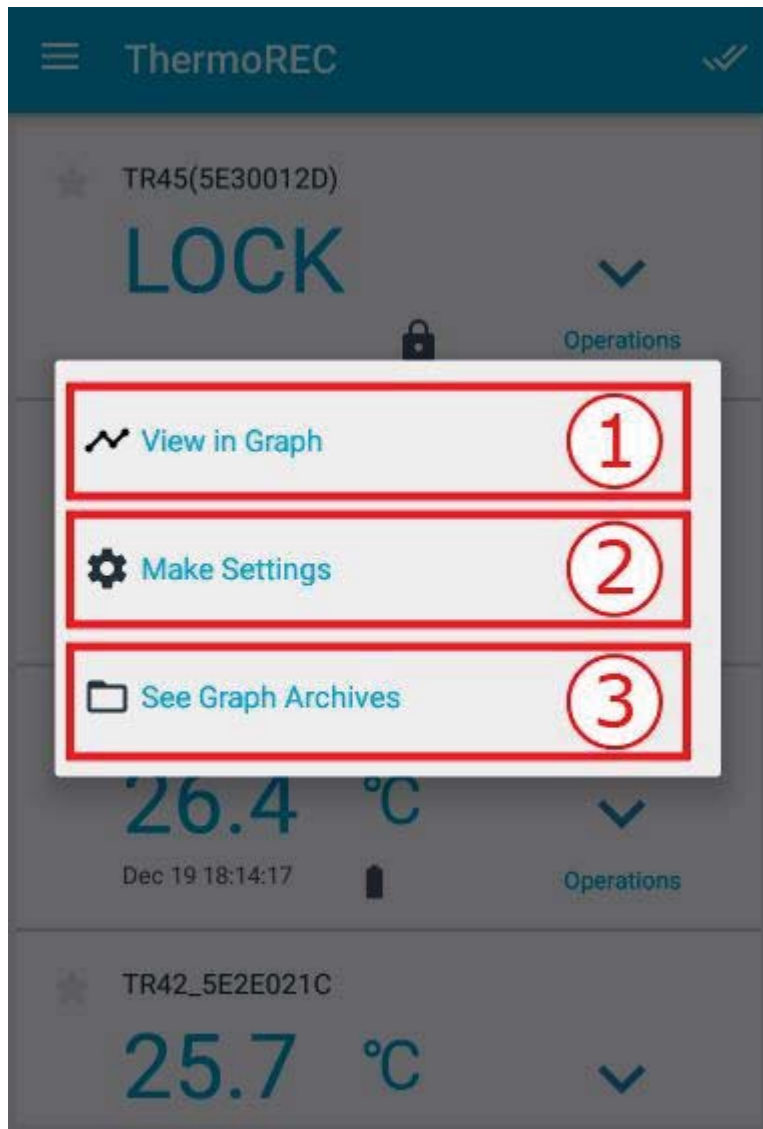 ThermoREC
TR45(5E30012D)
LOCK
Operations
View in Graph 1
Make Settings 2
See Graph Archives 3
26.4 °C
Dec 19 18:14:17
Operations
TR42_5E2E021C
25.7 °C